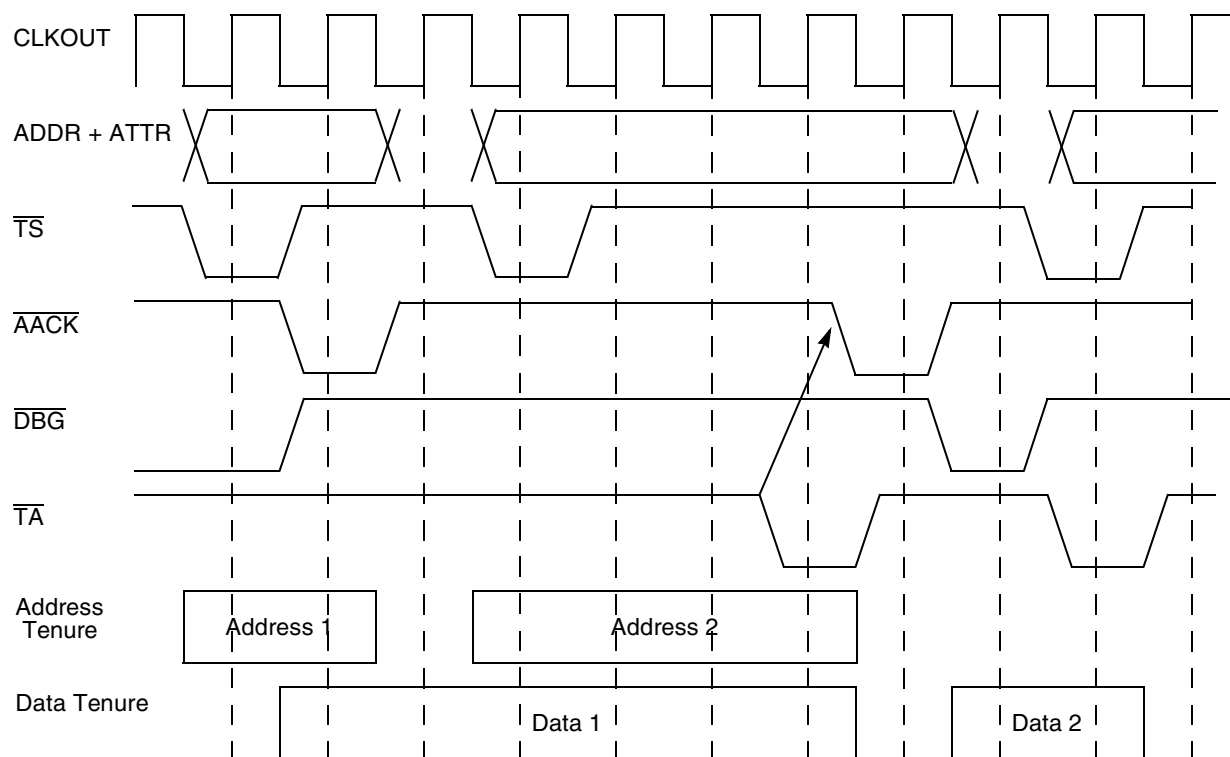 CLKOUT
ADDR + ATTR
TS
AACK
DBG
TA
Address
Tenure
Address 1
Address 2
Data Tenure
Data 1
Data 2